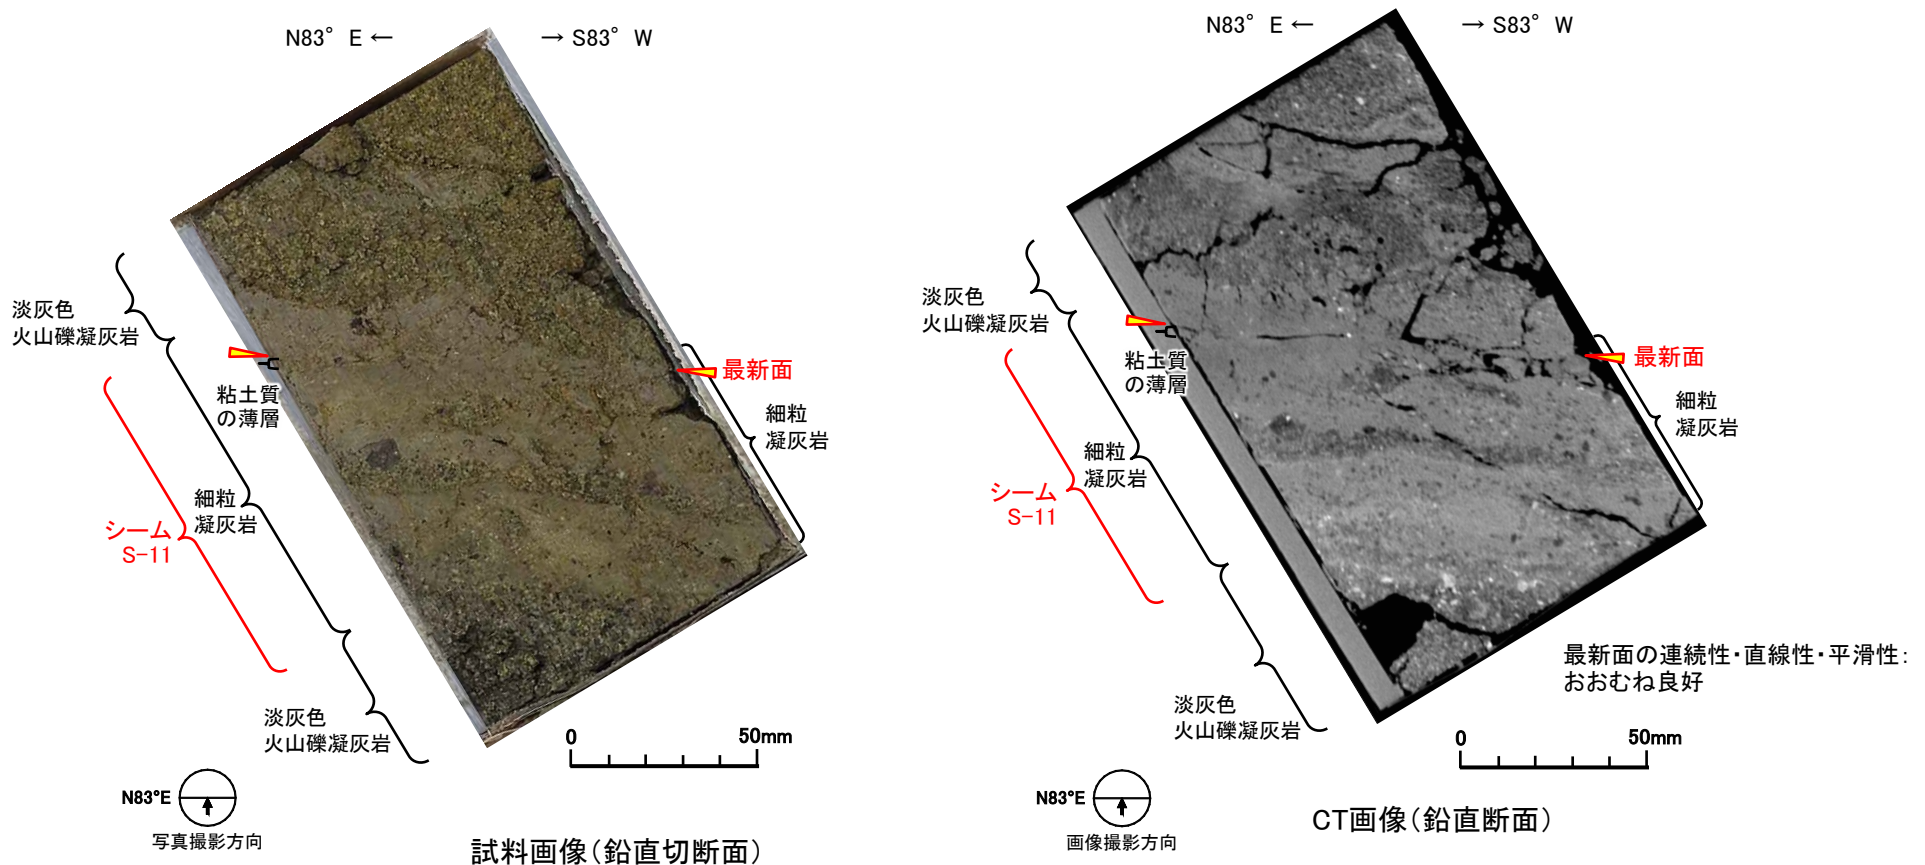 N83° E ←
→ S83° W
淡灰色
火山礫凝灰岩
粘土質
の薄層
最新面
細粒
凝灰岩
細粒
凝灰岩
シーム
S-11
淡灰色
火山礫凝灰岩
0
50mm
N83°E
写真撮影方向
試料画像(鉛直切断面)
N83° E ←
→ S83° W
淡灰色
火山礫凝灰岩
粘土質
の薄層
最新面
細粒
凝灰岩
細粒
凝灰岩
シーム
S-11
淡灰色
火山礫凝灰岩
最新面の連続性・直線性・平滑性:
おおむね良好
0
50mm
N83°E
画像撮影方向
CT画像(鉛直断面)